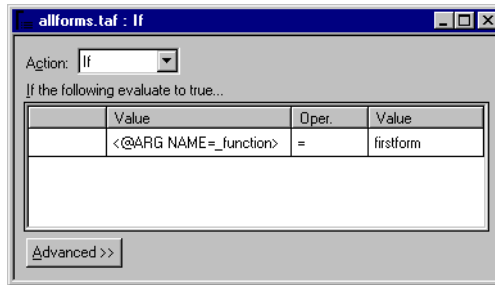 allforms.taf : If
Action: If
If the following evaluate to true...
Value Oper. Value
<@ARG NAME=_function> = firstform
Advanced >>